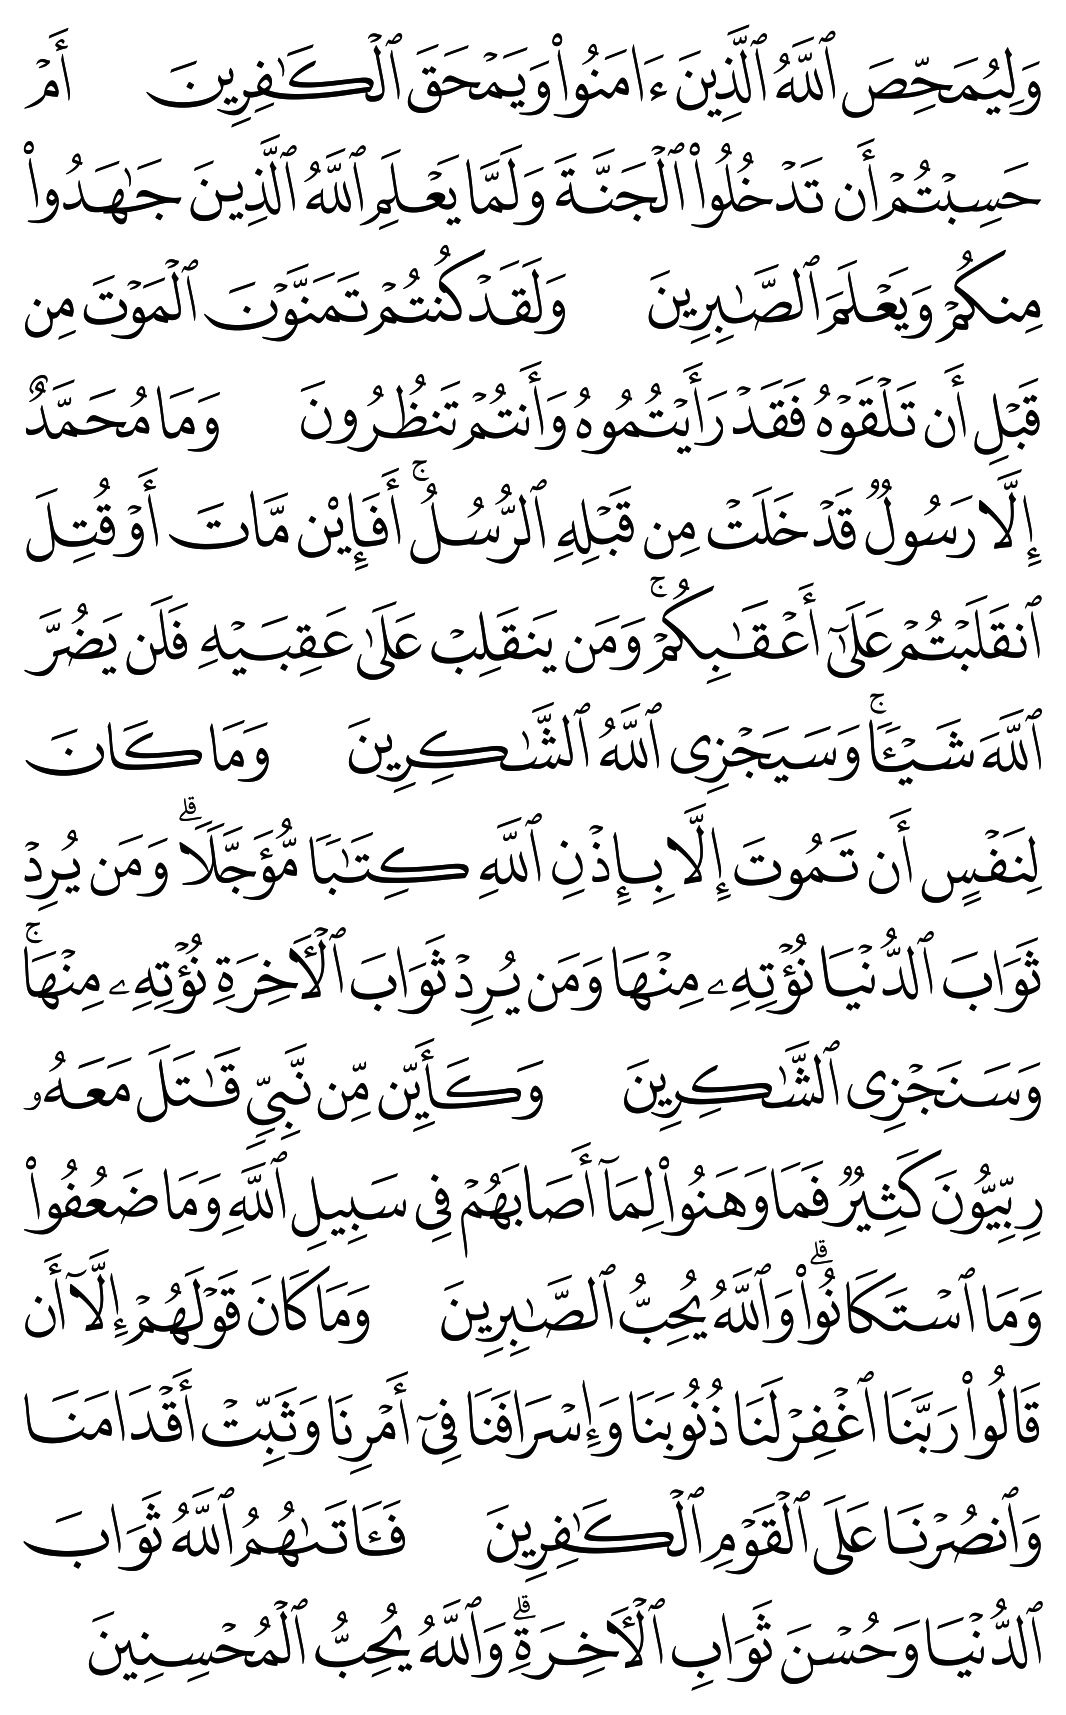 وَلِيُمَحِّصَ ٱللَّهُ ٱلَّذِينَ ءَامَنُوا۟ وَيَمْحَقَ ٱلْكَـٰفِرِينَ أَمْ
حَسِبْتُمْ أَن تَدْخُلُوا۟ ٱلْجَنَّةَ وَلَمَّا يَعْلَمِ ٱللَّهُ ٱلَّذِينَ جَـٰهَدُوا۟
مِنكُمْ وَيَعْلَمَ ٱلصَّـٰبِرِينَ وَلَقَدْ كُنتُمْ تَمَنَّوْنَ ٱلْمَوْتَ مِن
قَبْلِ أَن تَلْقَوْهُ فَقَدْ رَأَيْتُمُوهُ وَأَنتُمْ تَنظُرُونَ وَمَا مُحَمَّدٌ
إِلَّا رَسُولٌ قَدْ خَلَتْ مِن قَبْلِهِ ٱلرُّسُلُ ۚ أَفَإِي۟ن مَّاتَ أَوْ قُتِلَ
ٱنقَلَبْتُمْ عَلَىٰٓ أَعْقَـٰبِكُمْ ۚ وَمَن يَنقَلِبْ عَلَىٰ عَقِبَيْهِ فَلَن يَضُرَّ
ٱللَّهَ شَيْـًٔا ۚ وَسَيَجْزِى ٱللَّهُ ٱلشَّـٰكِرِينَ وَمَا كَانَ
لِنَفْسٍ أَن تَمُوتَ إِلَّا بِإِذْنِ ٱللَّهِ كِتَـٰبًا مُّؤَجَّلًا ۗ وَمَن يُرِدْ
ثَوَابَ ٱلدُّنْيَا نُؤْتِهِۦ مِنْهَا وَمَن يُرِدْ ثَوَابَ ٱلْـَٔاخِرَةِ نُؤْتِهِۦ مِنْهَا ۚ
وَسَنَجْزِى ٱلشَّـٰكِرِينَ وَكَأَيِّن مِّن نَّبِىٍّ قَـٰتَلَ مَعَهُۥ
رِبِّيُّونَ كَثِيرٌ فَمَا وَهَنُوا۟ لِمَآ أَصَابَهُمْ فِى سَبِيلِ ٱللَّهِ وَمَا ضَعُفُوا۟
وَمَا ٱسْتَكَانُوا۟ ۗ وَٱللَّهُ يُحِبُّ ٱلصَّـٰبِرِينَ وَمَا كَانَ قَوْلَهُمْ إِلَّآ أَن
قَالُوا۟ رَبَّنَا ٱغْفِرْ لَنَا ذُنُوبَنَا وَإِسْرَافَنَا فِىٓ أَمْرِنَا وَثَبِّتْ أَقْدَامَنَا
وَٱنصُرْنَا عَلَى ٱلْقَوْمِ ٱلْكَـٰفِرِينَ فَـَٔاتَىٰهُمُ ٱللَّهُ ثَوَابَ
ٱلدُّنْيَا وَحُسْنَ ثَوَابِ ٱلْـَٔاخِرَةِ ۗ وَٱللَّهُ يُحِبُّ ٱلْمُحْسِنِينَ